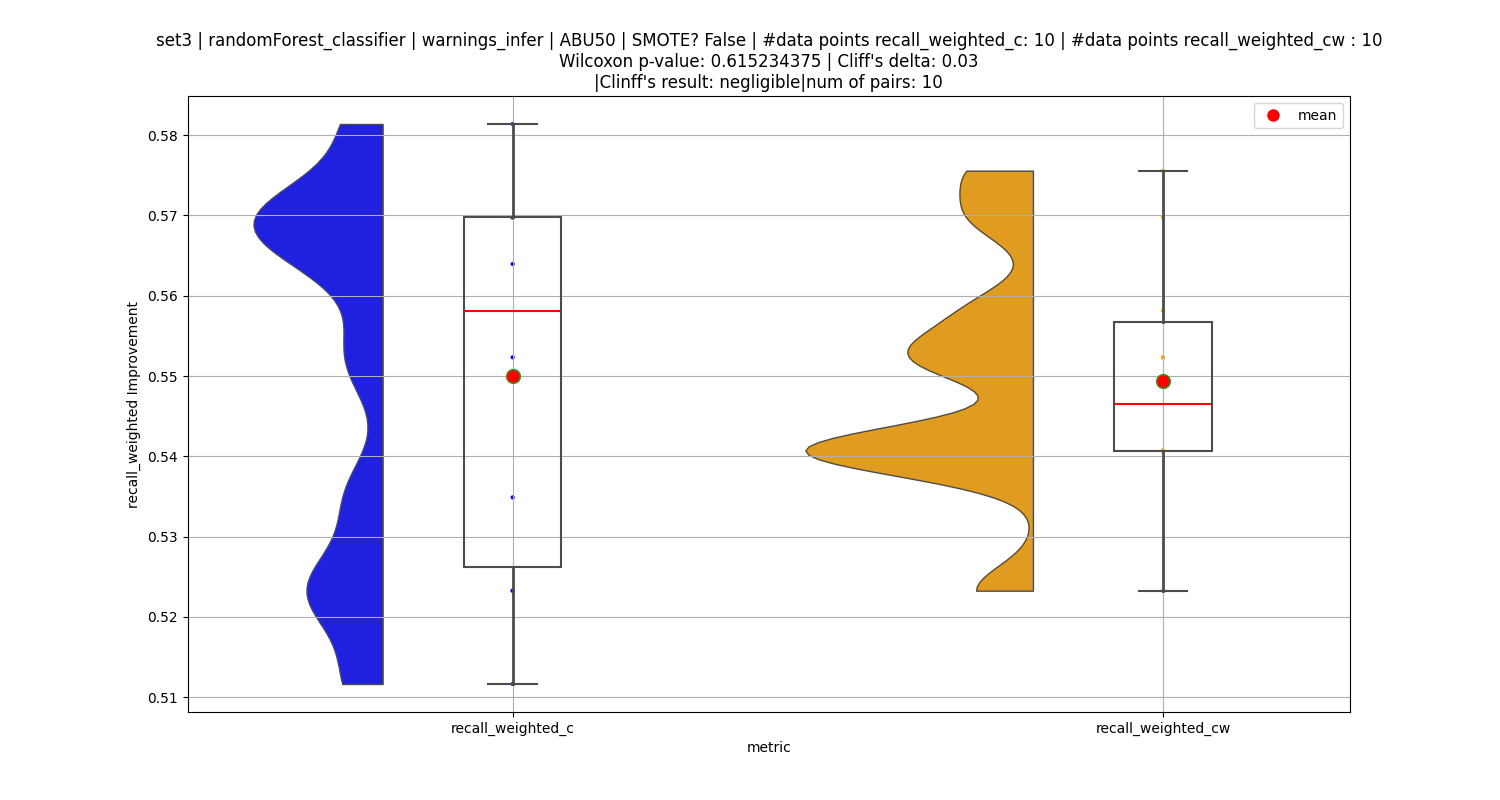 set3 | randomForest_classifier | warnings_infer | ABU50 | SMOTE? False | #data points recall_weighted_c: 10 | #data points recall_weighted_cw : 10
Wilcoxon p-value: 0.615234375 | Cliff's delta: 0.03
|Clinff's result: negligible|num of pairs: 10
mean
0.58
0.57
0.56
0.55
0.54
0.53
0.52
0.51
recall_weighted Improvement
recall_weighted_c
recall_weighted_cw
metric